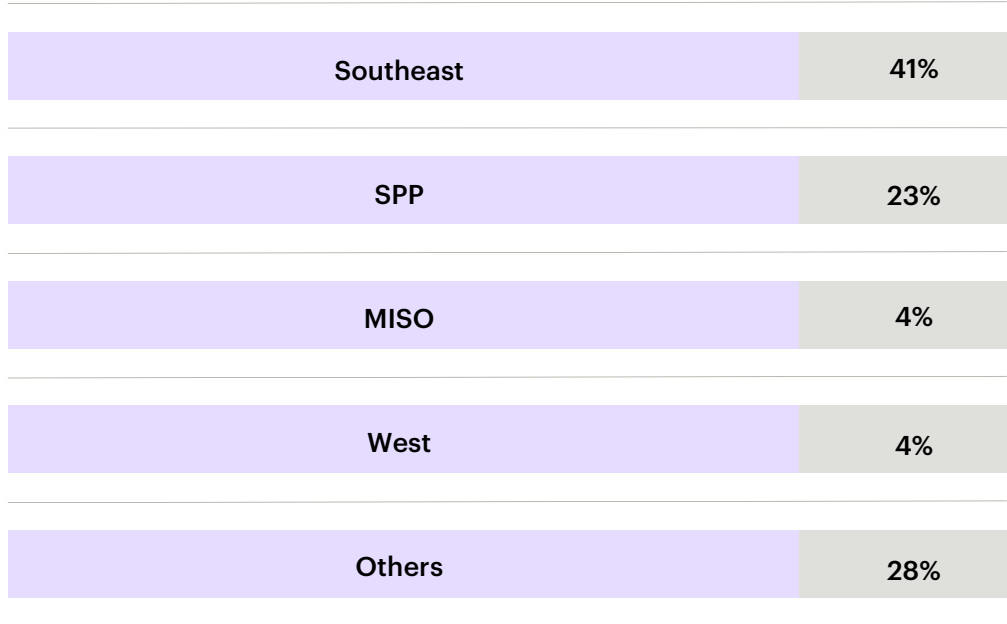 Southeast 41%
SPP 23%
MISO 4%
West 4%
Others 28%